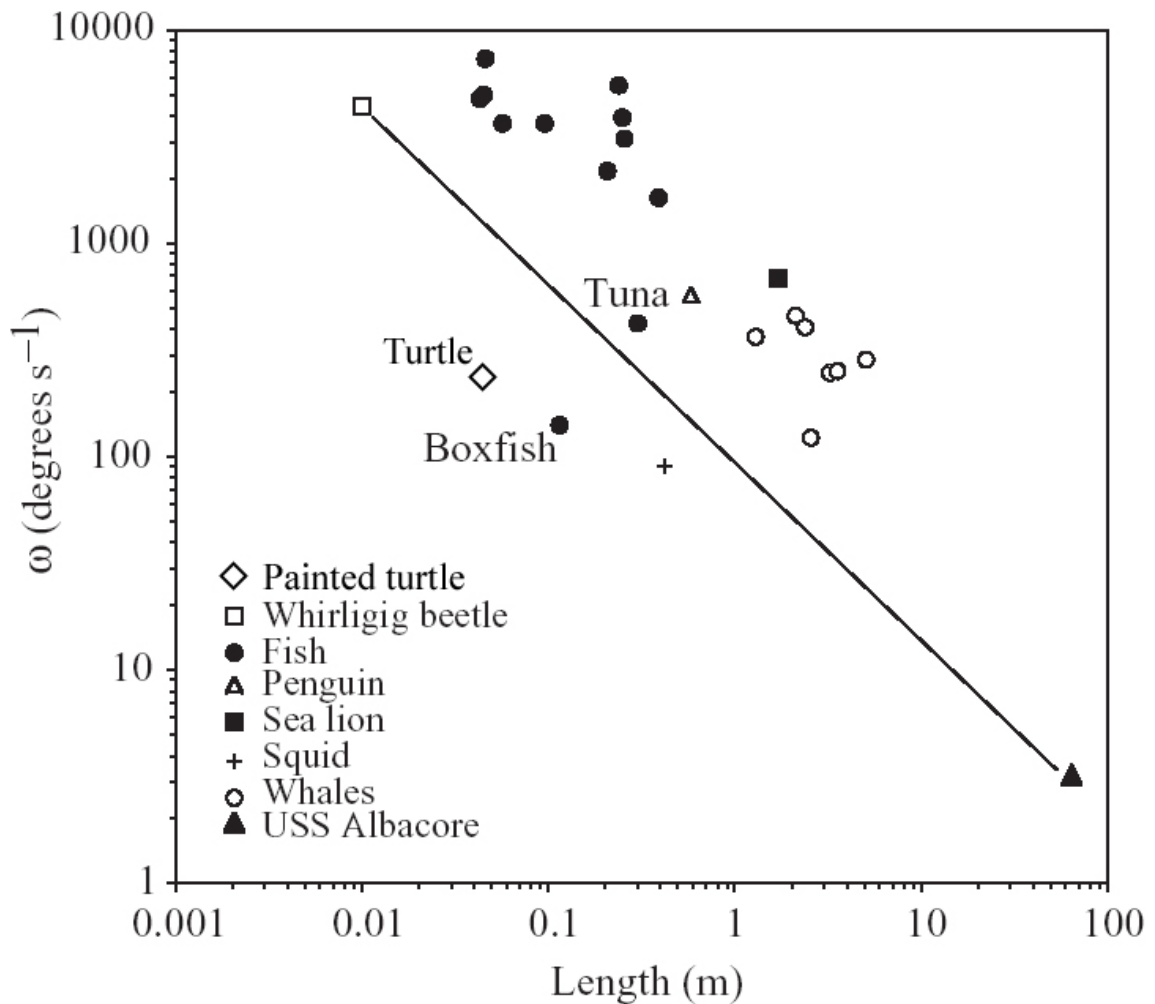 10000
1000
100
10
1
ω (degrees s⁻¹)
Tuna
Turtle
Boxfish
Painted turtle
Whirligig beetle
Fish
Penguin
Sea lion
Squid
Whales
USS Albacore
0.001 0.01 0.1 1 10 100
Length (m)